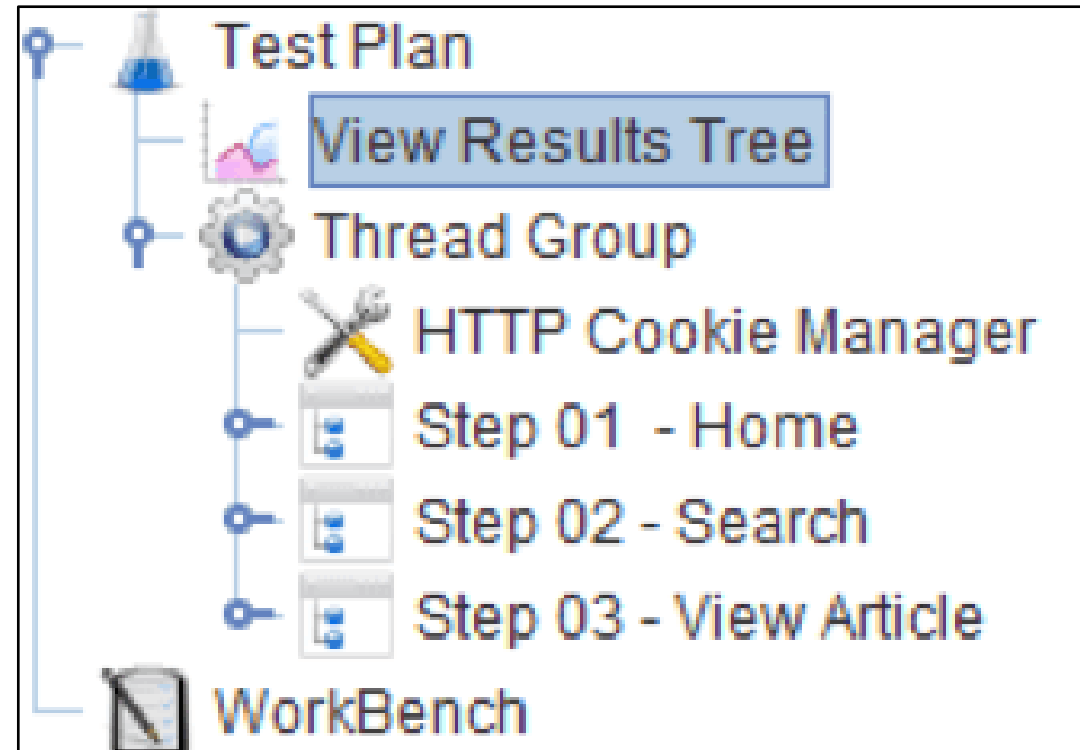 Test Plan
View Results Tree
Thread Group
HTTP Cookie Manager
Step 01 - Home
Step 02 - Search
Step 03 - View Article
WorkBench